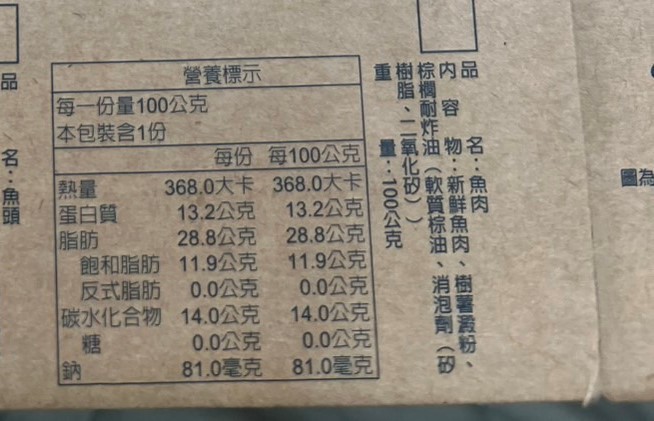 品
名：魚頭
營養標示
每一份量100公克
本包裝含1份
每份 每100公克
熱量 368.0大卡 368.0大卡
蛋白質 13.2公克 13.2公克
脂肪 28.8公克 28.8公克
飽和脂肪 11.9公克 11.9公克
反式脂肪 0.0公克 0.0公克
碳水化合物 14.0公克 14.0公克
糖 0.0公克 0.0公克
鈉 81.0毫克 81.0毫克
品名：魚肉
內容物：新鮮魚肉、樹薯澱粉、
棕櫚耐炸油（軟質棕油、消泡劑（矽
樹脂、二氧化矽））
重量：100公克
圖為